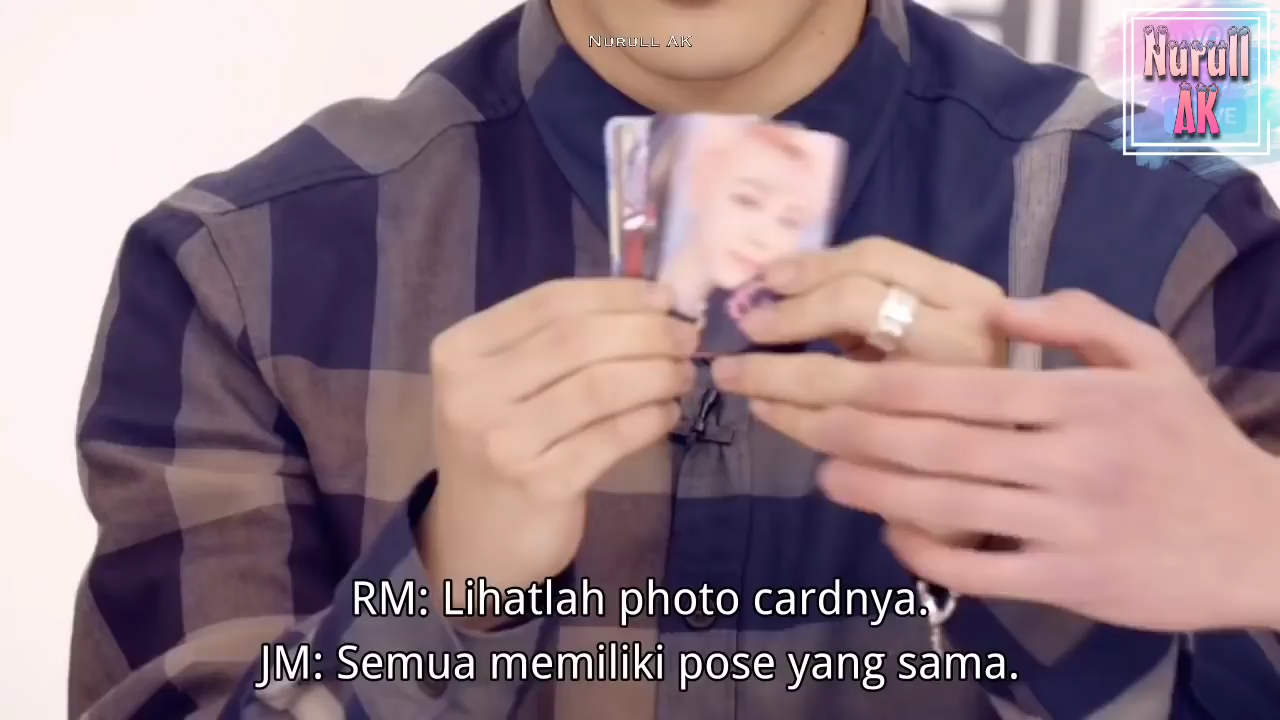 NURULL AK
Nurull
AK
RM: Lihatlah photo cardnya.
JM: Semua memiliki pose yang sama.